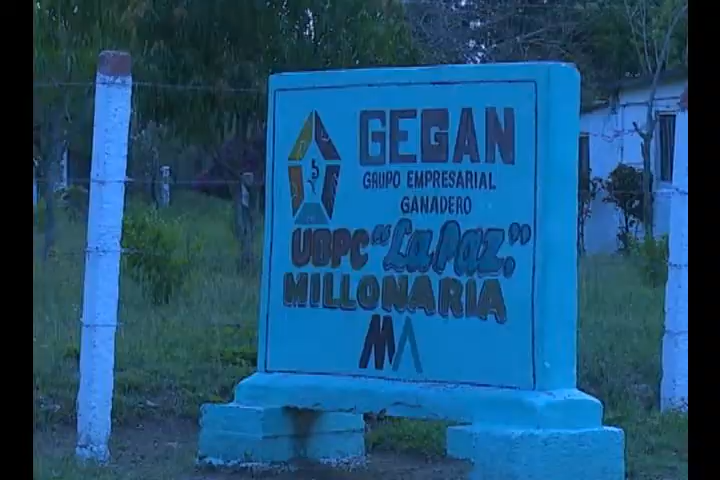 GEGAN
GRUPO EMPRESARIAL
GANADERO
UBPC "La Paz."
MILLONARIA
MA